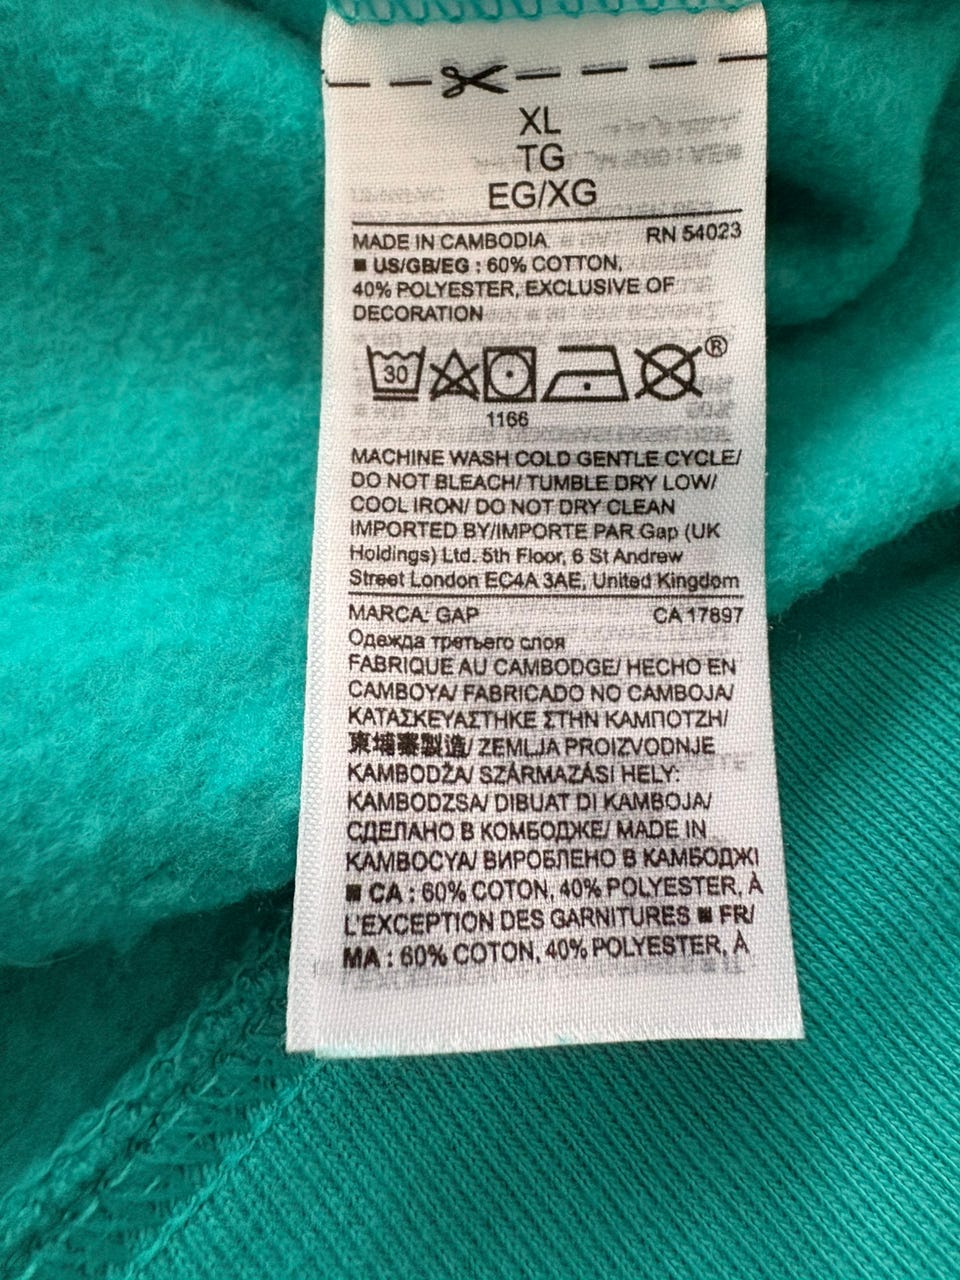 XL
TG
EG/XG
MADE IN CAMBODIA RN 54023
■ US/GB/EG : 60% COTTON,
40% POLYESTER, EXCLUSIVE OF
DECORATION
30 ®
1166
MACHINE WASH COLD GENTLE CYCLE/
DO NOT BLEACH/ TUMBLE DRY LOW/
COOL IRON/ DO NOT DRY CLEAN
IMPORTED BY/IMPORTE PAR Gap (UK
Holdings) Ltd. 5th Floor, 6 St Andrew
Street London EC4A 3AE, United Kingdom
MARCA: GAP CA 17897
Одежда третьего слоя
FABRIQUE AU CAMBODGE/ HECHO EN
CAMBOYA/ FABRICADO NO CAMBOJA/
ΚΑΤΑΣΚΕΥΑΣΤΗΚΕ ΣΤΗΝ ΚΑΜΠΟΤΖΗ/
柬埔寨製造/ ZEMLJA PROIZVODNJE
KAMBODŽA/ SZÁRMAZÁSI HELY:
KAMBODZSA/ DIBUAT DI KAMBOJA/
СДЕЛАНО В КОМБОДЖЕ/ MADE IN
KAMBOCYA/ ВИРОБЛЕНО В КАМБОДЖІ
■ CA : 60% COTON, 40% POLYESTER, À
L'EXCEPTION DES GARNITURES ■ FR/
MA : 60% COTON, 40% POLYESTER, À